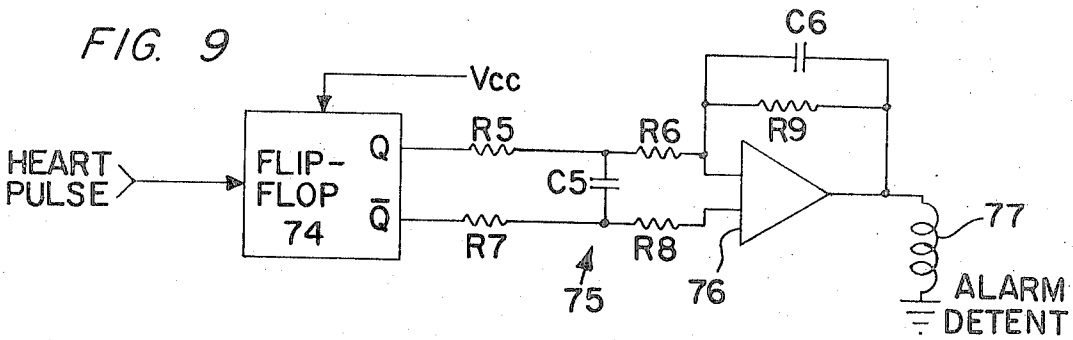 FIG. 9
C6
Vcc
R9
HEART
PULSE
FLIP-
FLOP
74
Q
Q̅
R5
R6
C5
R7
R8
75
76
77
ALARM
DETENT